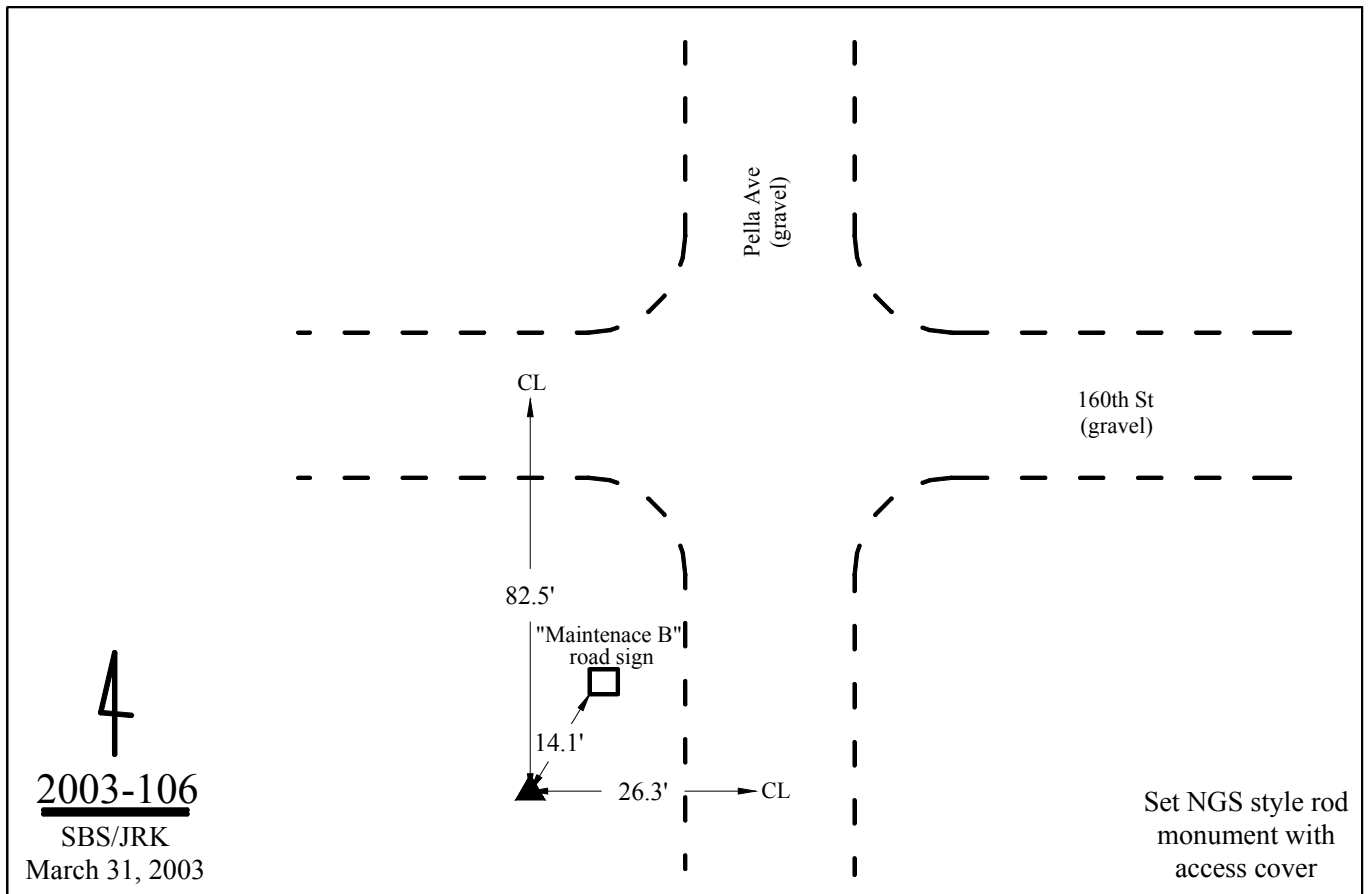 Pella Ave
(gravel)
CL
160th St
(gravel)
82.5'
"Maintenace B"
road sign
14.1'
26.3'
CL
2003-106
SBS/JRK
March 31, 2003
Set NGS style rod
monument with
access cover